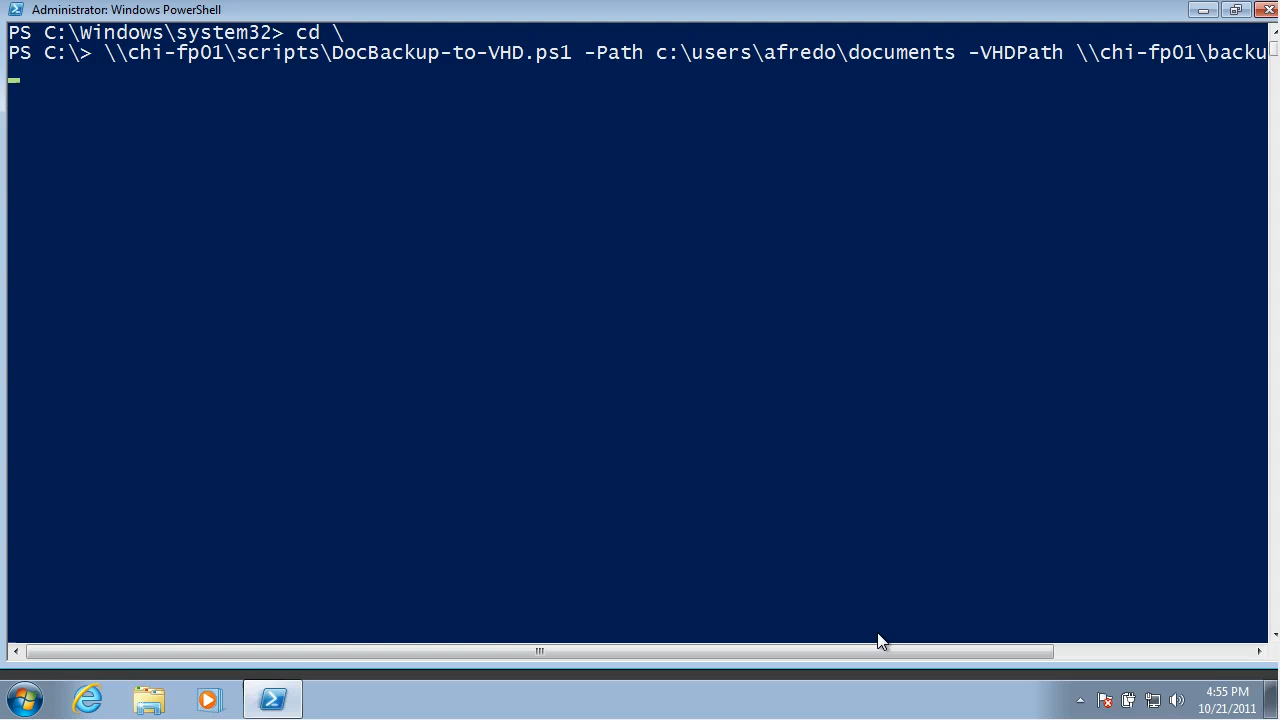 Administrator: Windows PowerShell
PS C:\Windows\system32> cd \
PS C:\> \\chi-fp01\scripts\DocBackup-to-VHD.ps1 -Path c:\users\afredo\documents -VHDPath \\chi-fp01\backu
4:55 PM
10/21/2011